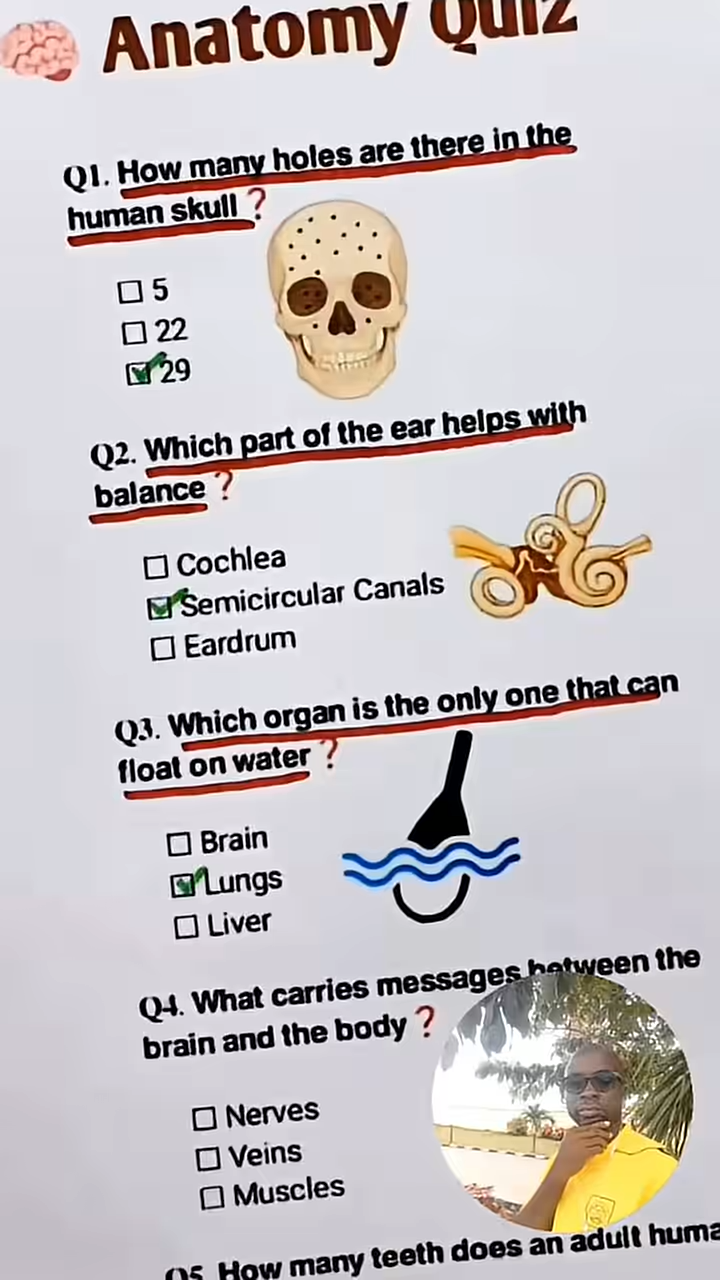 Anatomy Quiz
Q1. How many holes are there in the
human skull ?
5
22
29
Q2. Which part of the ear helps with
balance ?
Cochlea
Semicircular Canals
Eardrum
Q3. Which organ is the only one that can
float on water ?
Brain
Lungs
Liver
Q4. What carries messages between the
brain and the body ?
Nerves
Veins
Muscles
Q5. How many teeth does an adult huma